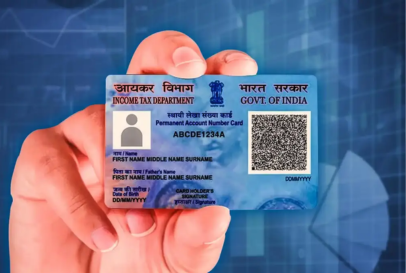 आयकर विभाग
INCOME TAX DEPARTMENT
भारत सरकार
GOVT. OF INDIA
स्थायी लेखा संख्या कार्ड
Permanent Account Number Card
ABCDE1234A
नाम / Name
FIRST NAME MIDDLE NAME SURNAME
पिता का नाम / Father's Name
FIRST NAME MIDDLE NAME SURNAME
जन्म की तारीख /
Date of Birth
DD/MM/YYYY
CARD HOLDER'S
SIGNATURE
हस्ताक्षर / Signature
DDMMYYYY